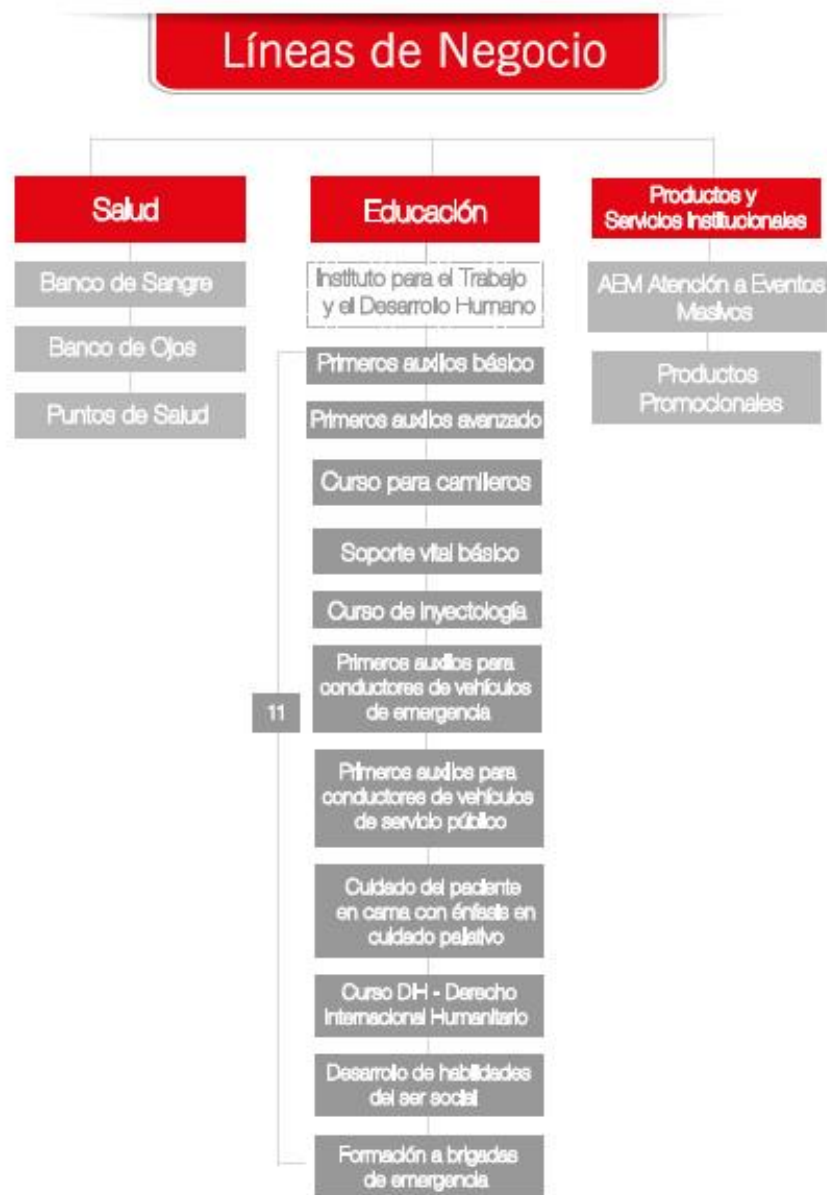 Líneas de Negocio
Salud
Banco de Sangre
Banco de Ojos
Puntos de Salud
Educación
Instituto para el Trabajo
y el Desarrollo Humano
Primeros auxilios básico
Primeros auxilios avanzado
Curso para camilleros
Soporte vital básico
Curso de inyectología
Primeros auxilios para
conductores de vehículos
de emergencia
11
Primeros auxilios para
conductores de vehículos
de servicio público
Cuidado del paciente
en cama con énfasis en
cuidado paliativo
Curso DIH - Derecho
Internacional Humanitario
Desarrollo de habilidades
del ser social
Formación a brigadas
de emergencia
Productos y
Servicios Institucionales
AEM Atención a Eventos
Masivos
Productos
Promocionales